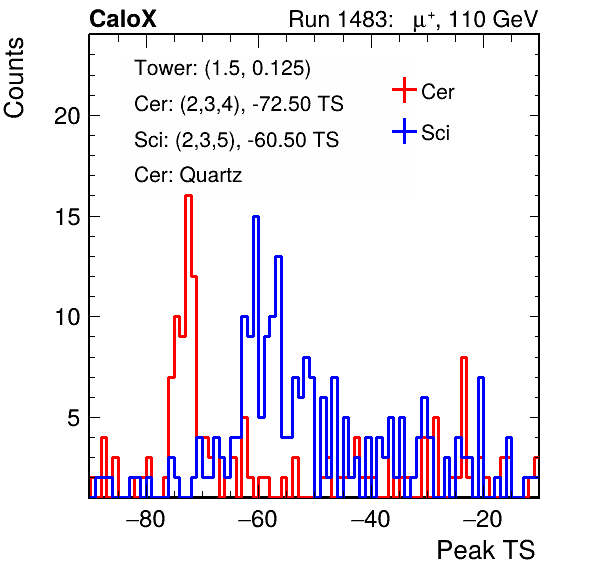 CaloX Run 1483: μ⁺, 110 GeV
Counts
Tower: (1.5, 0.125)
Cer: (2,3,4), -72.50 TS
Sci: (2,3,5), -60.50 TS
Cer: Quartz
Cer
Sci
20
15
10
5
−80 −60 −40 −20
Peak TS